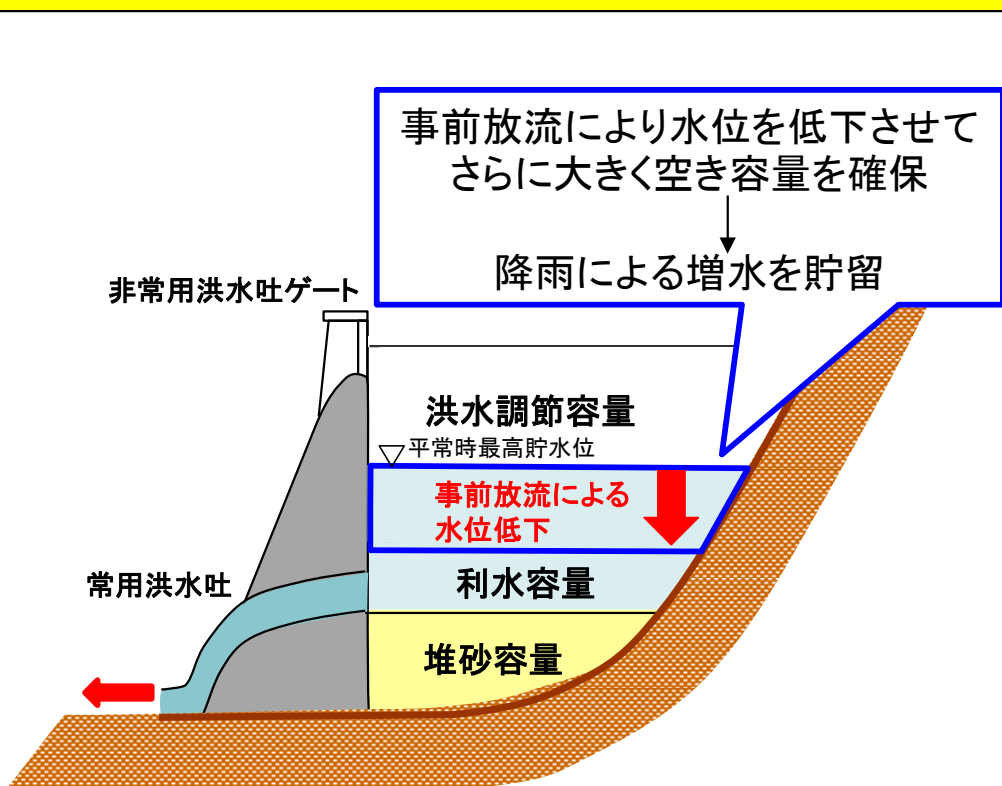 事前放流により水位を低下させて
さらに大きく空き容量を確保
降雨による増水を貯留
非常用洪水吐ゲート
洪水調節容量
平常時最高貯水位
事前放流による
水位低下
常用洪水吐
利水容量
堆砂容量